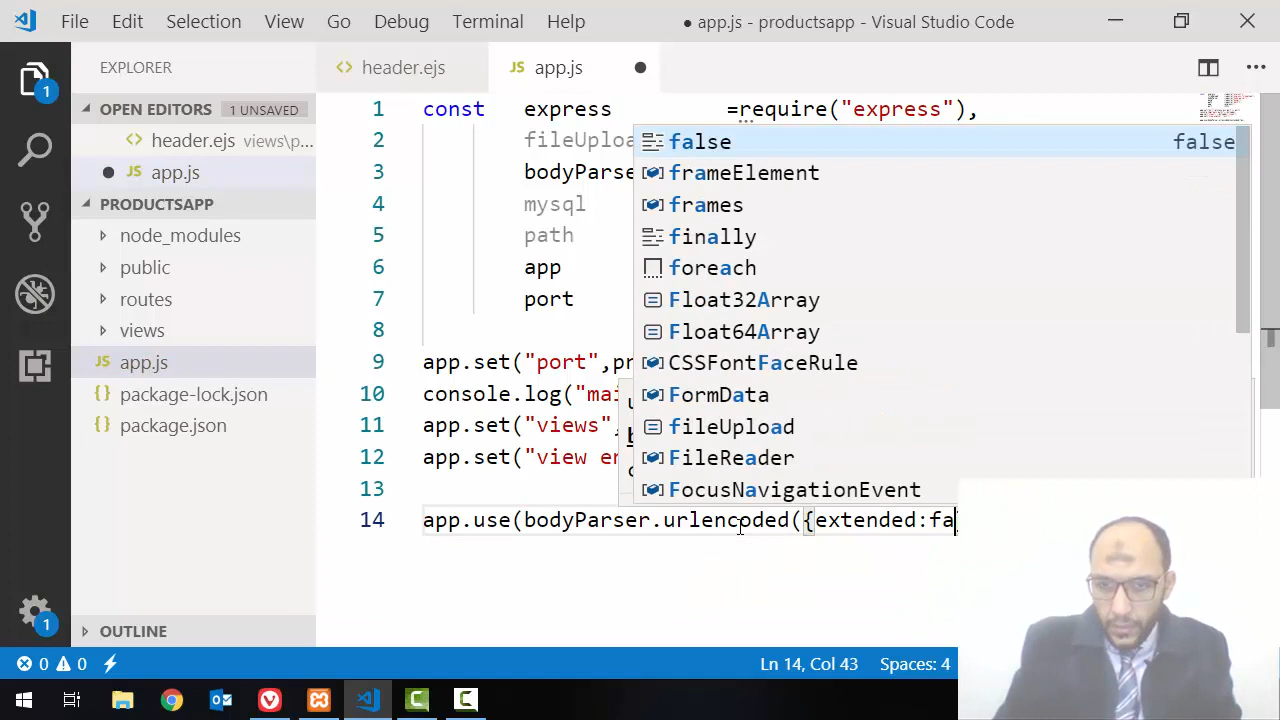 File Edit Selection View Go Debug Terminal Help ● app.js - productsapp - Visual Studio Code
EXPLORER
header.ejs
JS app.js
OPEN EDITORS 1 UNSAVED
header.ejs views\p...
JS app.js
PRODUCTSAPP
node_modules
public
routes
views
JS app.js
package-lock.json
package.json
OUTLINE
1 const express =require("express"),
2 fileUploa
3 bodyParse
4 mysql
5 path
6 app
7 port
8
9 app.set("port",pr
10 console.log("mai
11 app.set("views",
12 app.set("view en
13
14 app.use(bodyParser.urlencoded({extended:fa
false false
frameElement
frames
finally
foreach
Float32Array
Float64Array
CSSFontFaceRule
FormData
fileUpload
FileReader
FocusNavigationEvent
1
1
0 0 Ln 14, Col 43 Spaces: 4